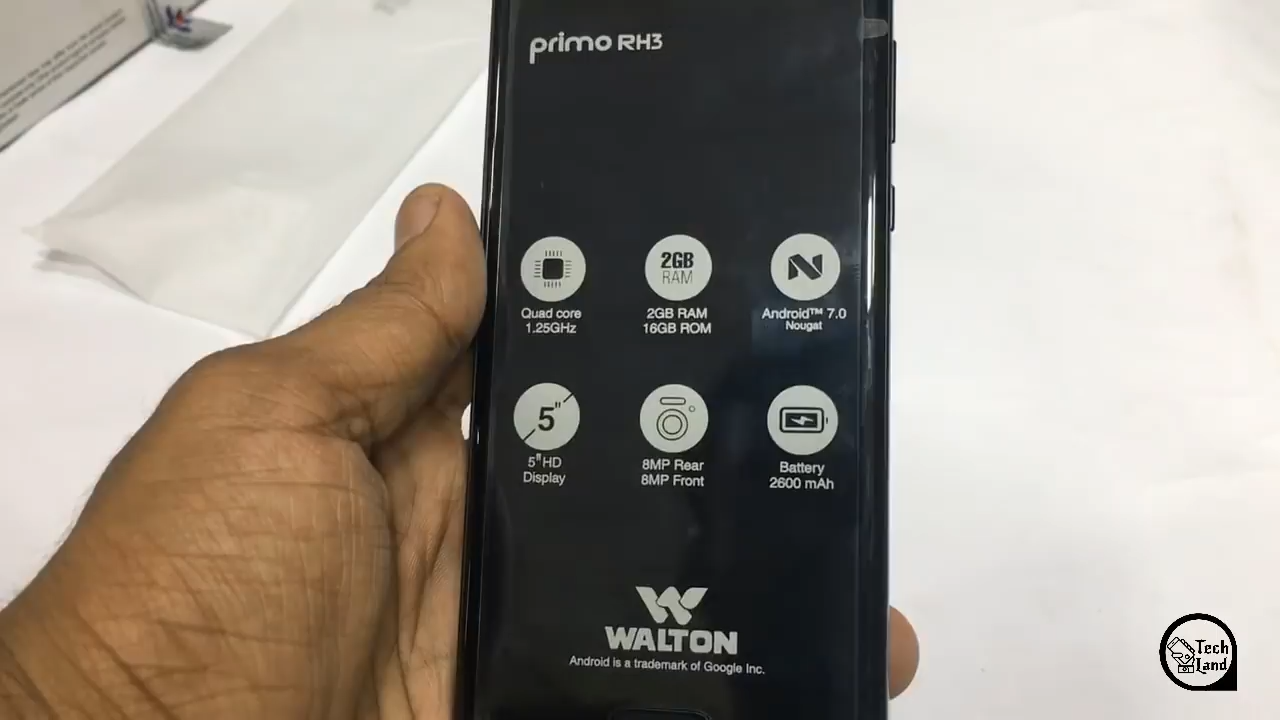 primo RH3
2GB
RAM
Quad core
1.25GHz
2GB RAM
16GB ROM
Android™ 7.0
Nougat
5"
5" HD
Display
8MP Rear
8MP Front
Battery
2600 mAh
WALTON
Android is a trademark of Google Inc.
Tech
Land